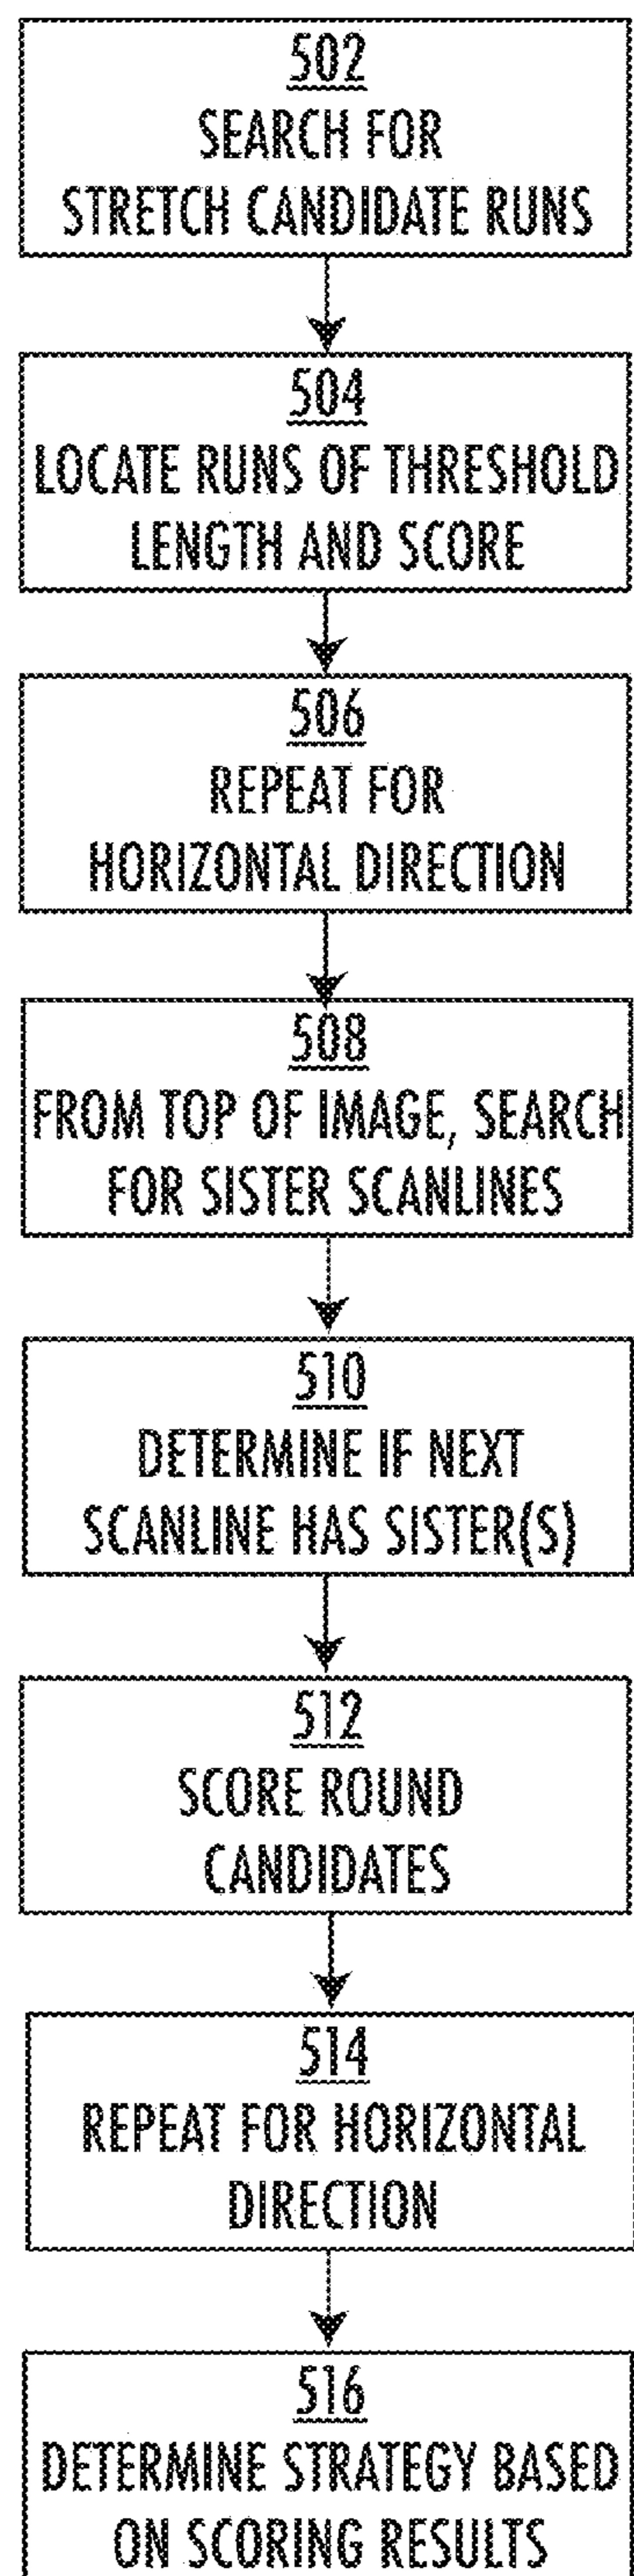 502
SEARCH FOR
STRETCH CANDIDATE RUNS
504
LOCATE RUNS OF THRESHOLD
LENGTH AND SCORE
506
REPEAT FOR
HORIZONTAL DIRECTION
508
FROM TOP OF IMAGE, SEARCH
FOR SISTER SCANLINES
510
DETERMINE IF NEXT
SCANLINE HAS SISTER(S)
512
SCORE ROUND
CANDIDATES
514
REPEAT FOR HORIZONTAL
DIRECTION
516
DETERMINE STRATEGY BASED
ON SCORING RESULTS